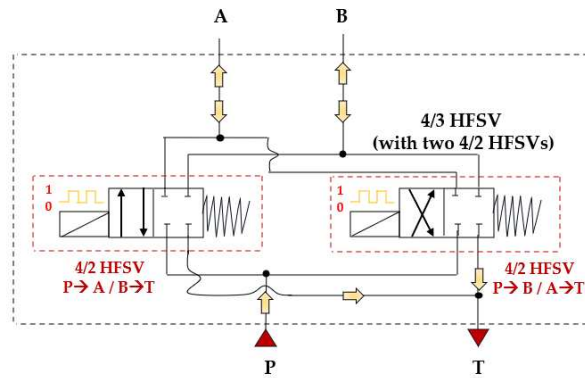 A B
4/3 HFSV
(with two 4/2 HFSVs)
1
0
1
0
4/2 HFSV
P→ A / B→T
4/2 HFSV
P→ B / A→T
P
T